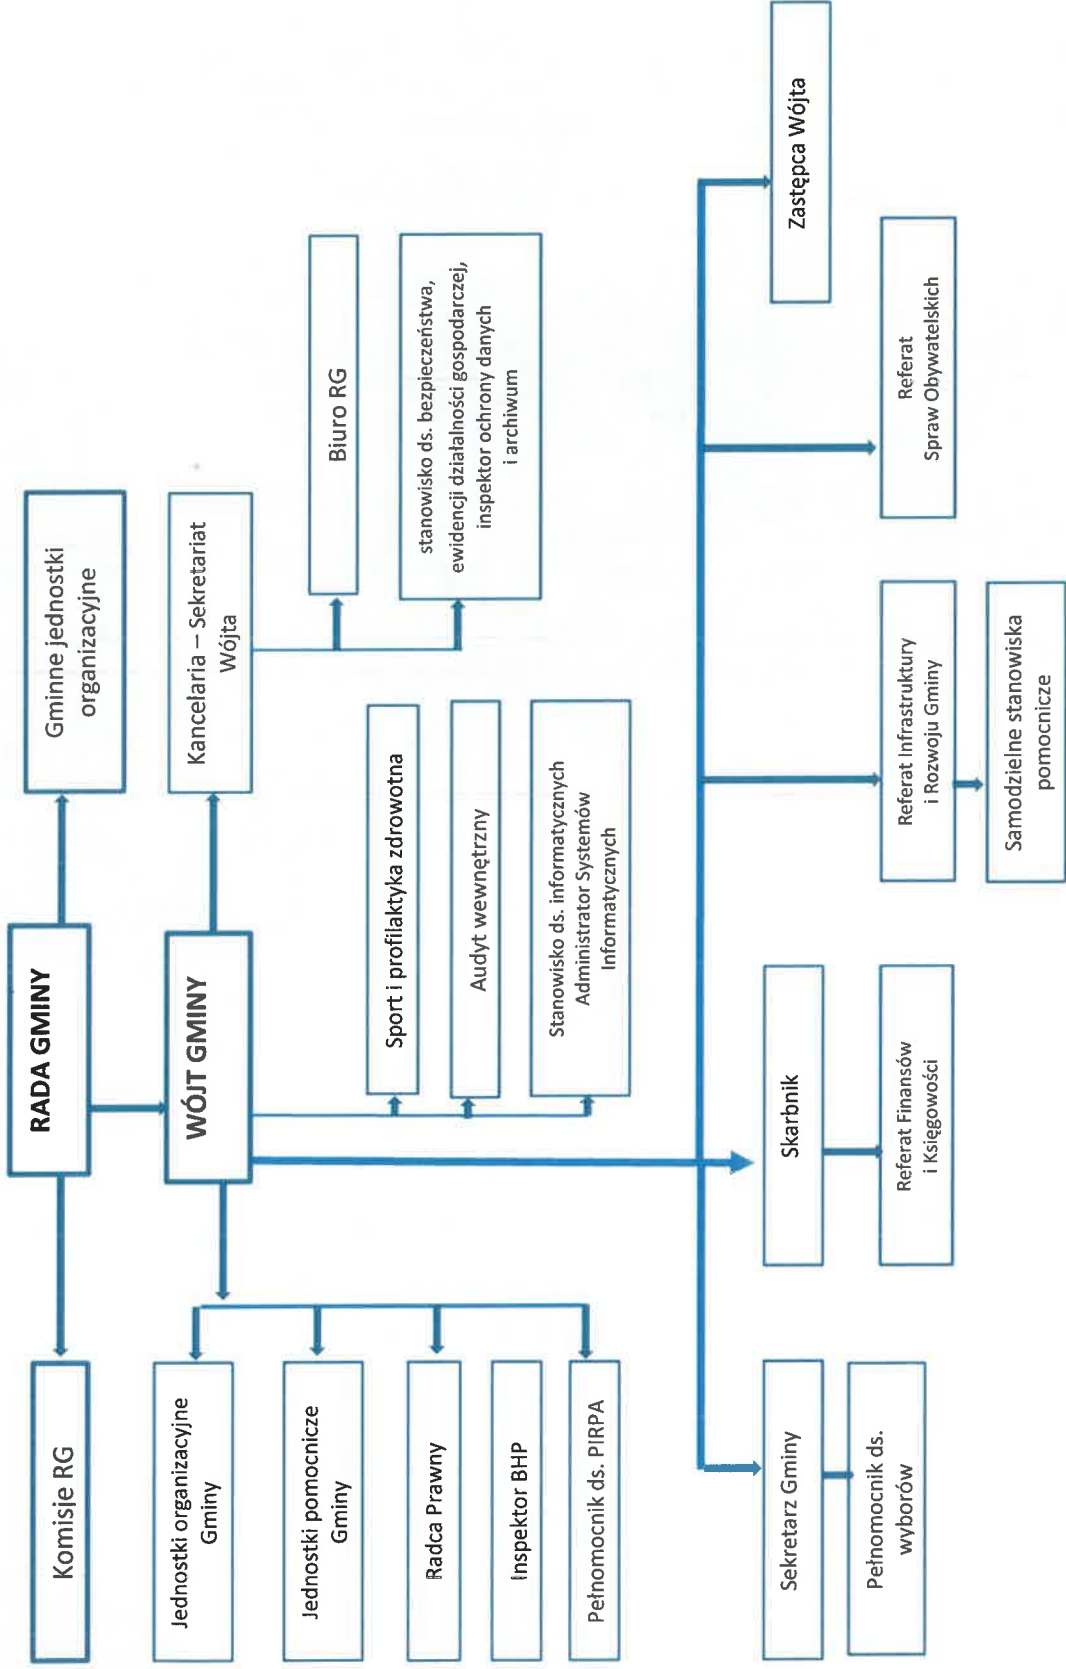 RADA GMINY
Komisje RG
Gminne jednostki
organizacyjne
WÓJT GMINY
Kancelaria – Sekretariat
Wójta
Jednostki organizacyjne
Gminy
Jednostki pomocnicze
Gminy
Radca Prawny
Inspektor BHP
Pełnomocnik ds. PIRPA
Sport i profilaktyka zdrowotna
Audyt wewnętrzny
Stanowisko ds. informatycznych
Administrator Systemów
Informatycznych
Biuro RG
stanowisko ds. bezpieczeństwa,
ewidencji działalności gospodarczej,
inspektor ochrony danych
i archiwum
Sekretarz Gminy
Pełnomocnik ds.
wyborów
Skarbnik
Referat Finansów
i Księgowości
Referat Infrastruktury
i Rozwoju Gminy
Samodzielne stanowiska
pomocnicze
Referat
Spraw Obywatelskich
Zastępca Wójta